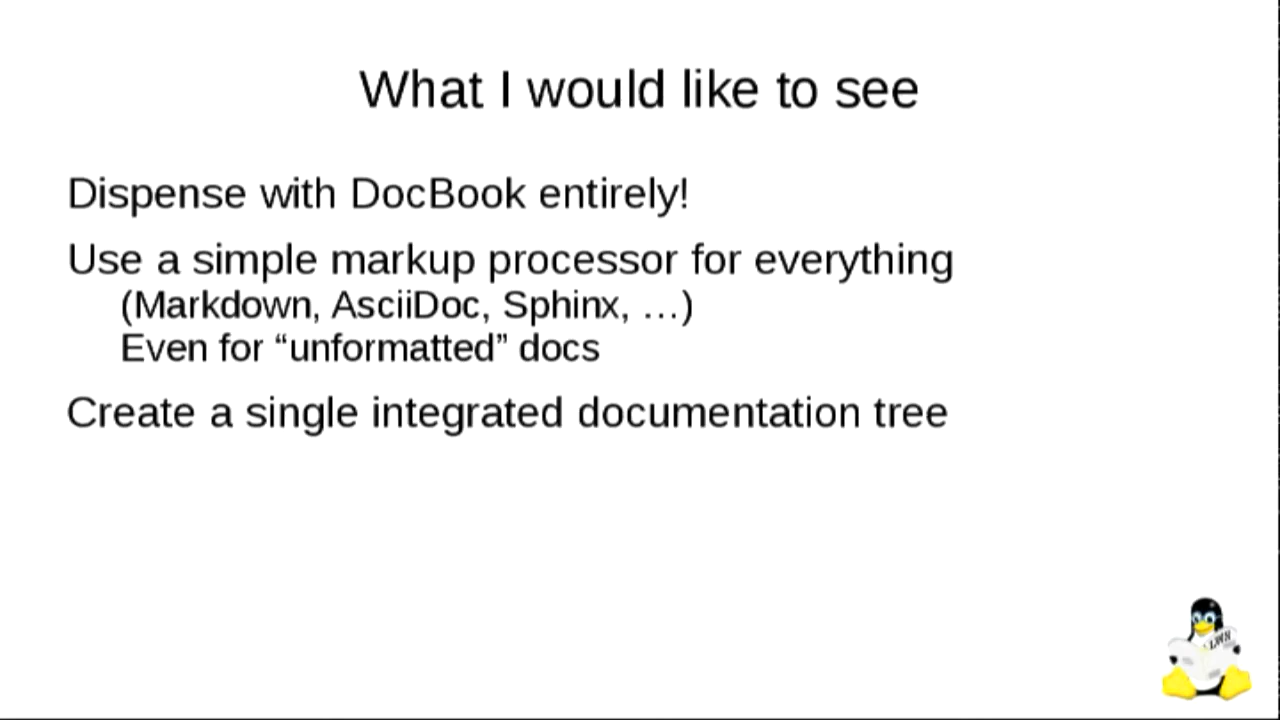 What I would like to see
Dispense with DocBook entirely!
Use a simple markup processor for everything
(Markdown, AsciiDoc, Sphinx, …)
Even for “unformatted” docs
Create a single integrated documentation tree
LWN